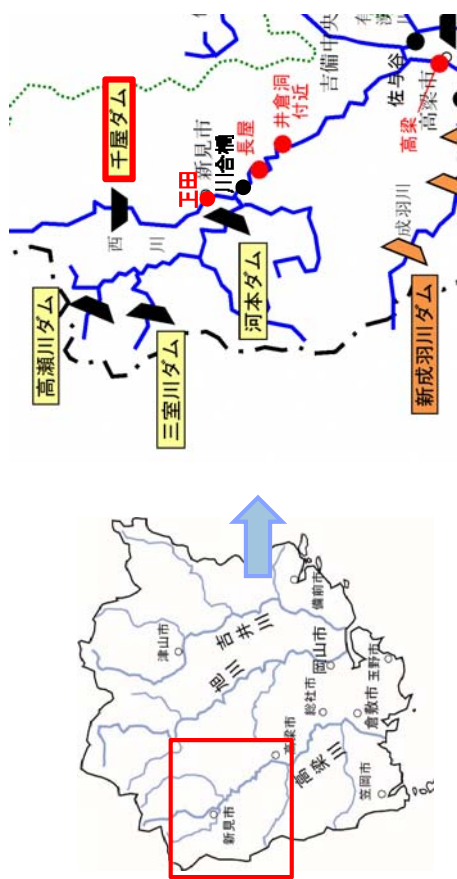 高瀬川ダム
三室川ダム
千屋ダム
西川
正田
新見市
川合橋
河本ダム
長屋
井倉洞
付近
吉備中央
佐与谷
高梁
高梁市
成羽川
新成羽川ダム
津山市
吉井川
旭川
新見市
高梁市
高梁川
備前市
岡山市
総社市
倉敷市
玉野市
笠岡市